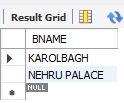 Result Grid
BNAME
KAROLBAGH
NEHRU PALACE
NULL